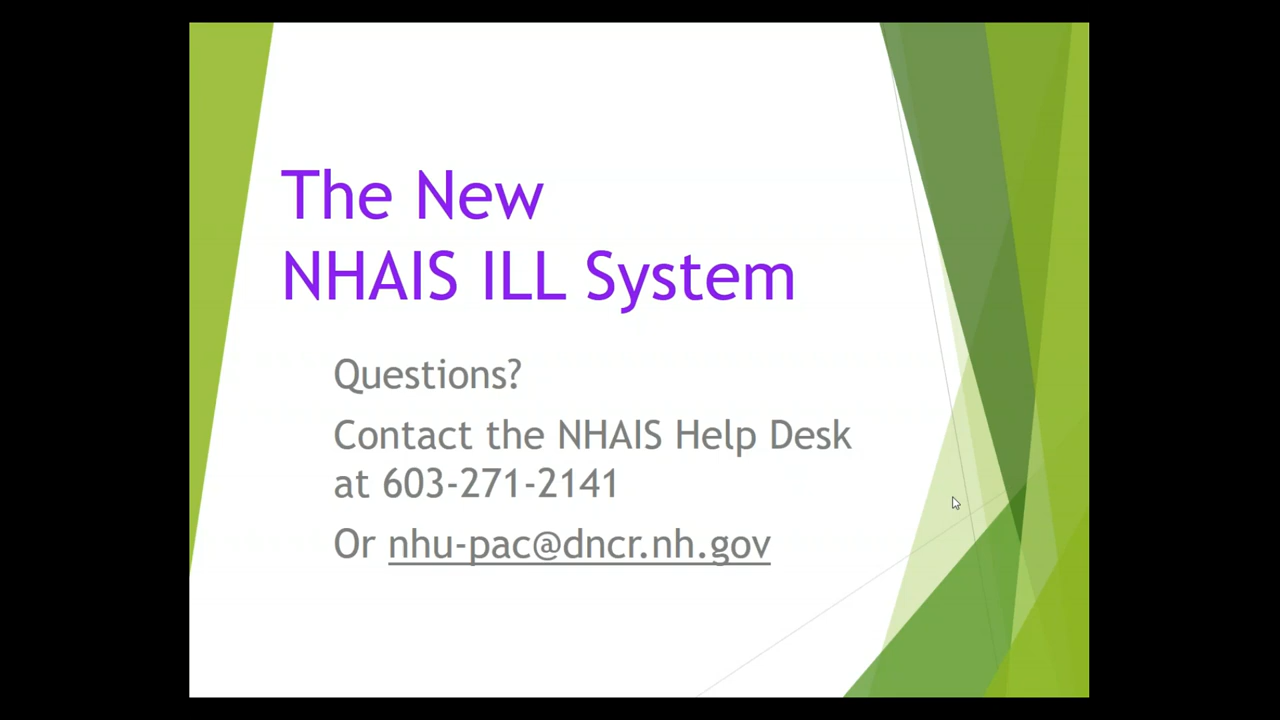 The New
NHAIS ILL System
Questions?
Contact the NHAIS Help Desk
at 603-271-2141
Or nhu-pac@dncr.nh.gov